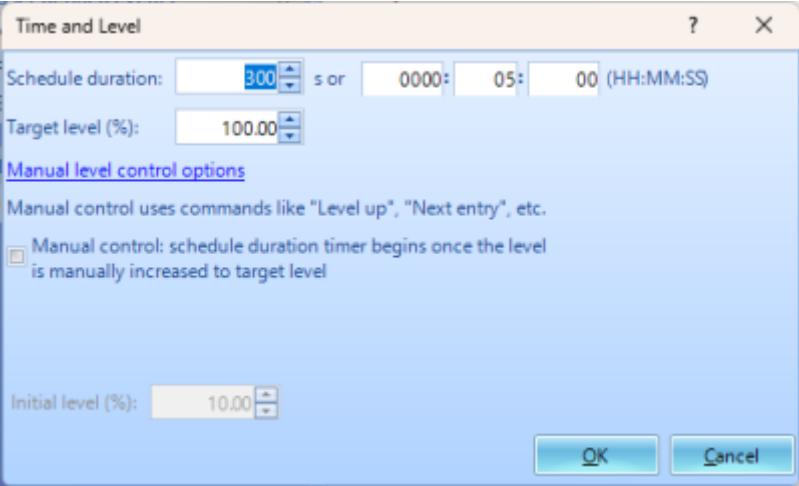 Time and Level ? ×
Schedule duration: 300 s or 0000: 05: 00 (HH:MM:SS)
Target level (%): 100.00
Manual level control options
Manual control uses commands like "Level up", "Next entry", etc.
Manual control: schedule duration timer begins once the level
is manually increased to target level
Initial level (%): 10.00
OK Cancel